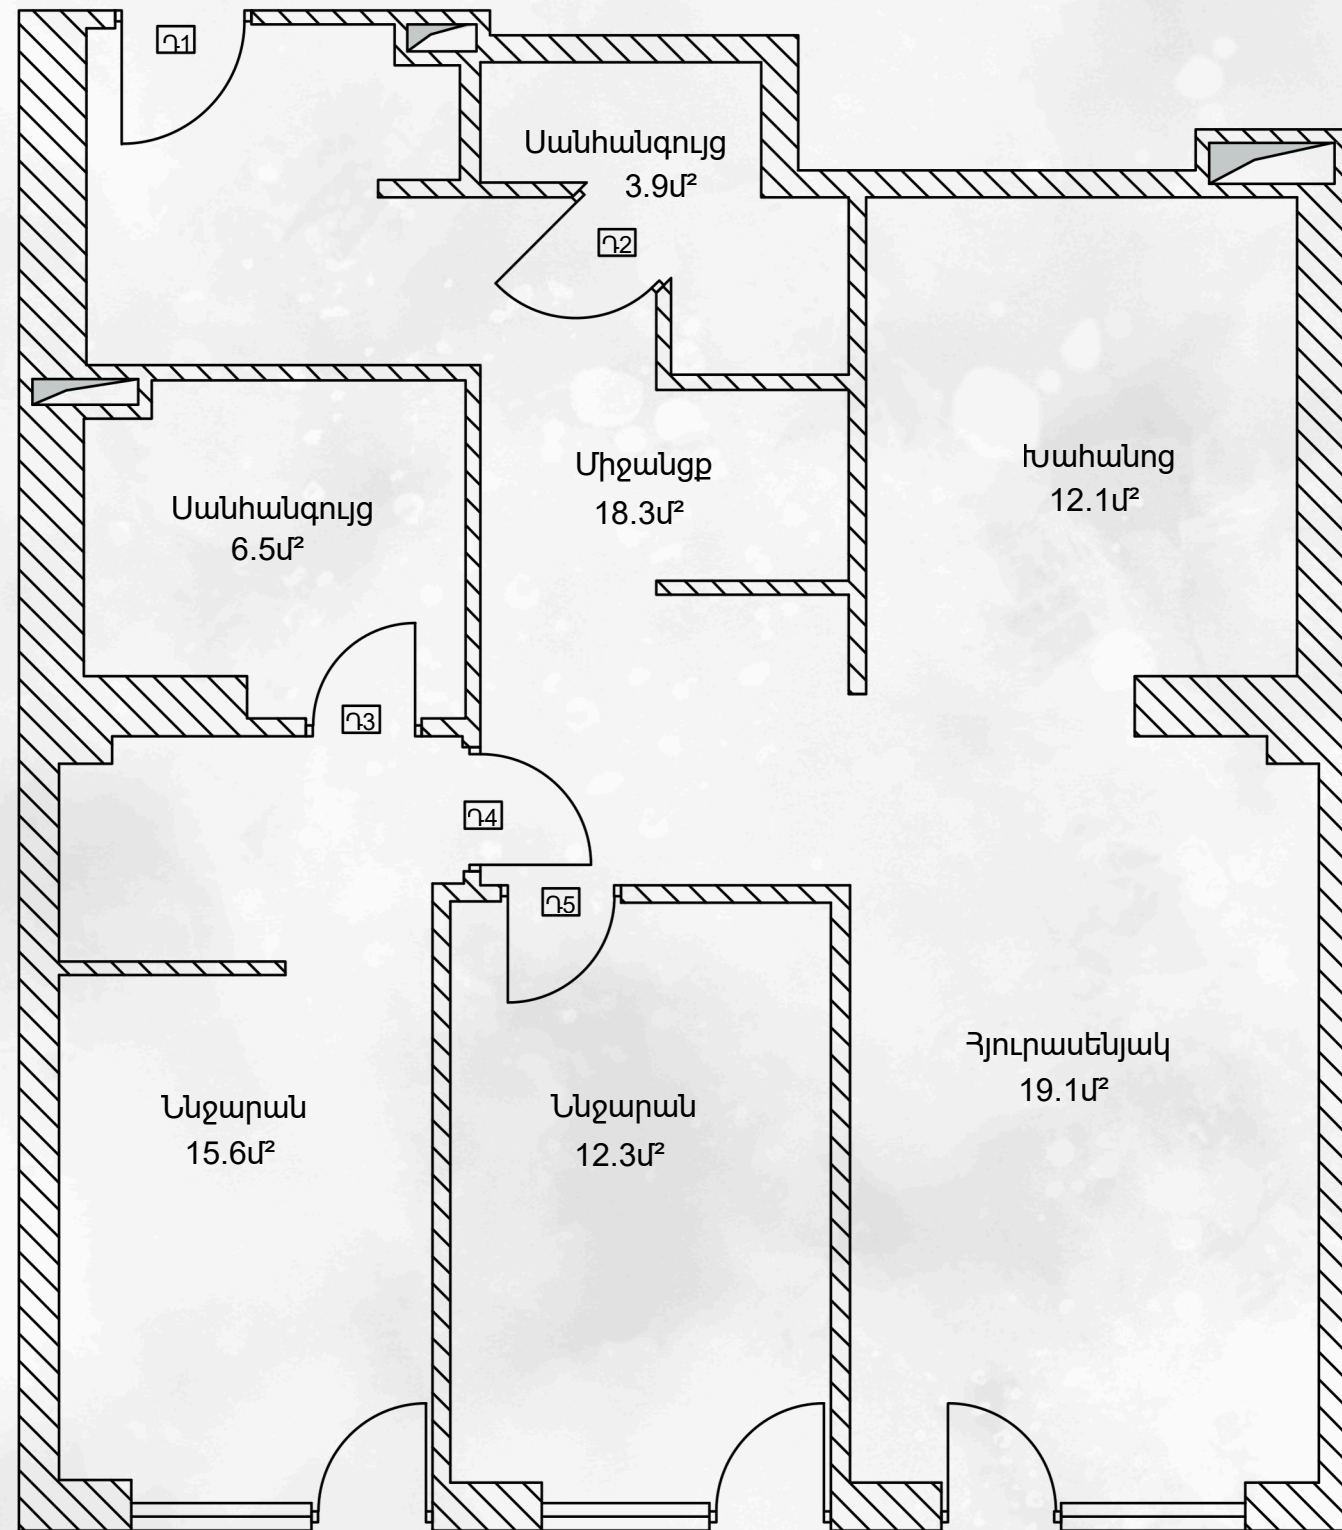 Դ1
Սանհանգույց
3.9մ²
Դ2
Միջանցք
18.3մ²
Խահանոց
12.1մ²
Սանհանգույց
6.5մ²
Դ3
Դ4
Դ5
Հյուրասենյակ
19.1մ²
Ննջարան
15.6մ²
Ննջարան
12.3մ²